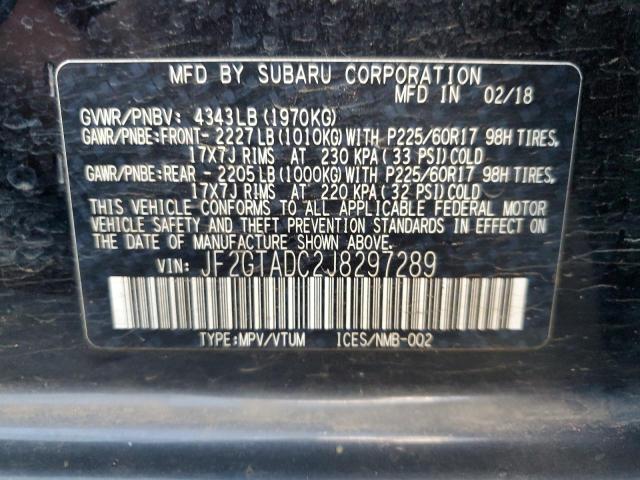 MFD BY SUBARU CORPORATION
MFD IN 02/18
GVWR/PNBV: 4343LB(1970KG)
GAWR/PNBE:FRONT- 2227LB(1010KG)WITH P225/60R17 98H TIRES,
17X7J RIMS AT 230 KPA( 33 PSI)COLD
GAWR/PNBE:REAR - 2205LB(1000KG)WITH P225/60R17 98H TIRES,
17X7J RIMS AT 220 KPA( 32 PSI)COLD
THIS VEHICLE CONFORMS TO ALL APPLICABLE FEDERAL MOTOR
VEHICLE SAFETY AND THEFT PREVENTION STANDARDS IN EFFECT ON
THE DATE OF MANUFACTURE SHOWN ABOVE.
VIN: JF2GTADC2J8297289
TYPE:MPV/VTUM ICES/NMB-002